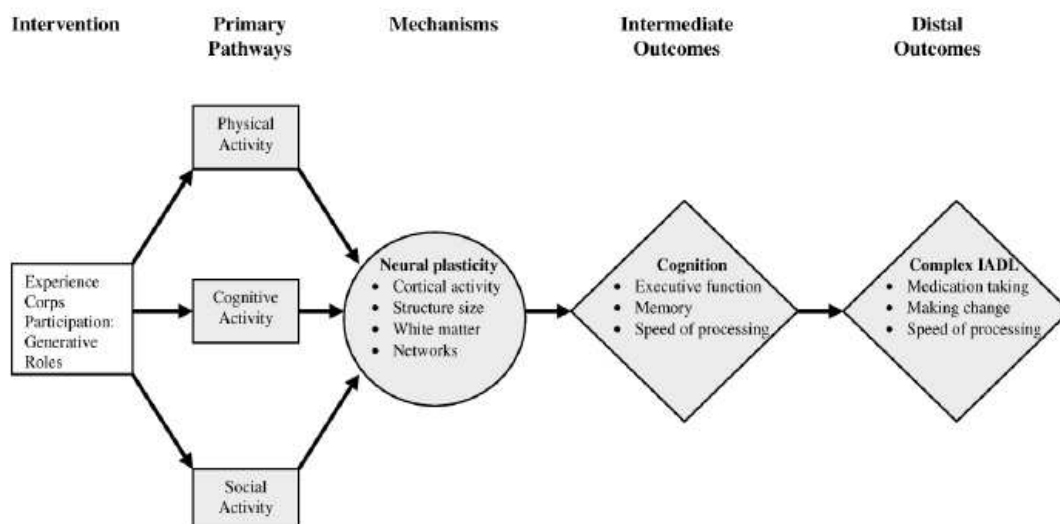 Intervention
Primary
Pathways
Mechanisms
Intermediate
Outcomes
Distal
Outcomes
Physical
Activity
Experience
Corps
Participation:
Generative
Roles
Cognitive
Activity
Social
Activity
Neural plasticity
• Cortical activity
• Structure size
• White matter
• Networks
Cognition
• Executive function
• Memory
• Speed of processing
Complex IADL
• Medication taking
• Making change
• Speed of processing